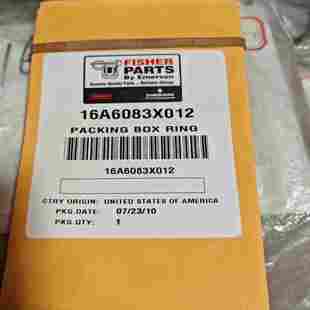 FISHER
PARTS
By Emerson
16A6083X012
PACKING BOX RING
16A6083X012
CTRY ORIGIN: UNITED STATES OF AMERICA
PKG.DATE: 07/23/10
PKG.QTY: 1